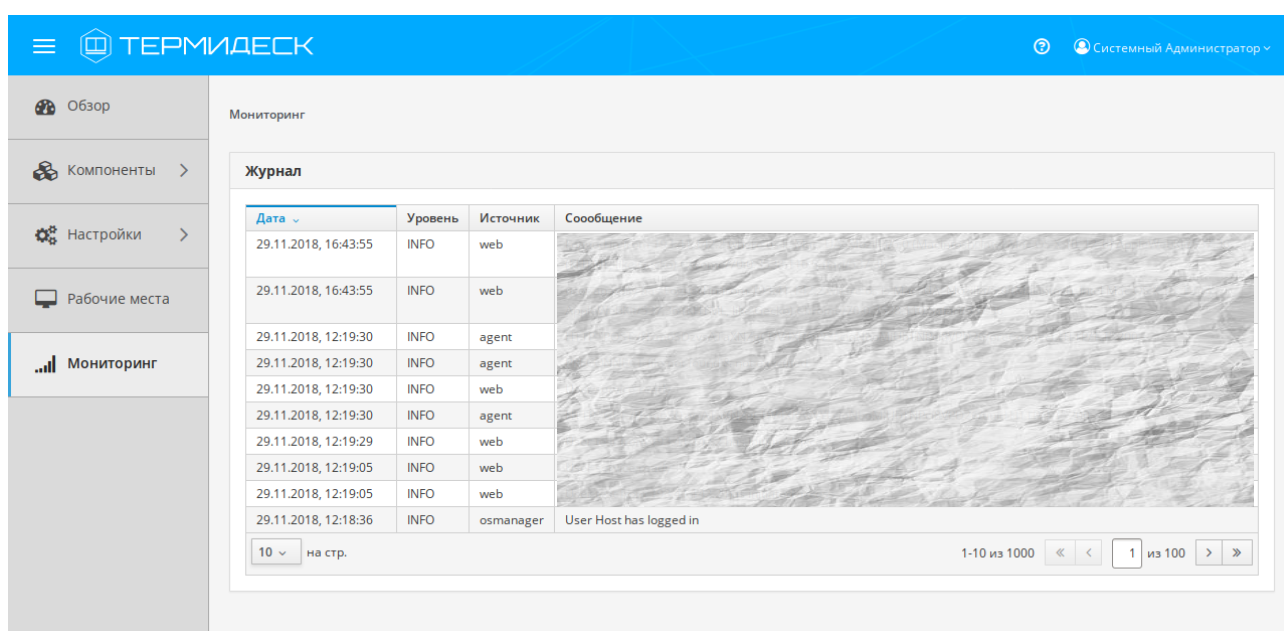 ТЕРМИДЕСК
Системный Администратор
Обзор
Компоненты
Настройки
Рабочие места
Мониторинг
Мониторинг
Журнал
Дата Уровень Источник Соообщение
29.11.2018, 16:43:55 INFO web
29.11.2018, 16:43:55 INFO web
29.11.2018, 12:19:30 INFO agent
29.11.2018, 12:19:30 INFO agent
29.11.2018, 12:19:30 INFO web
29.11.2018, 12:19:30 INFO agent
29.11.2018, 12:19:29 INFO web
29.11.2018, 12:19:05 INFO web
29.11.2018, 12:19:05 INFO web
29.11.2018, 12:18:36 INFO osmanager User Host has logged in
10 на стр. 1-10 из 1000 « < 1 из 100 > »